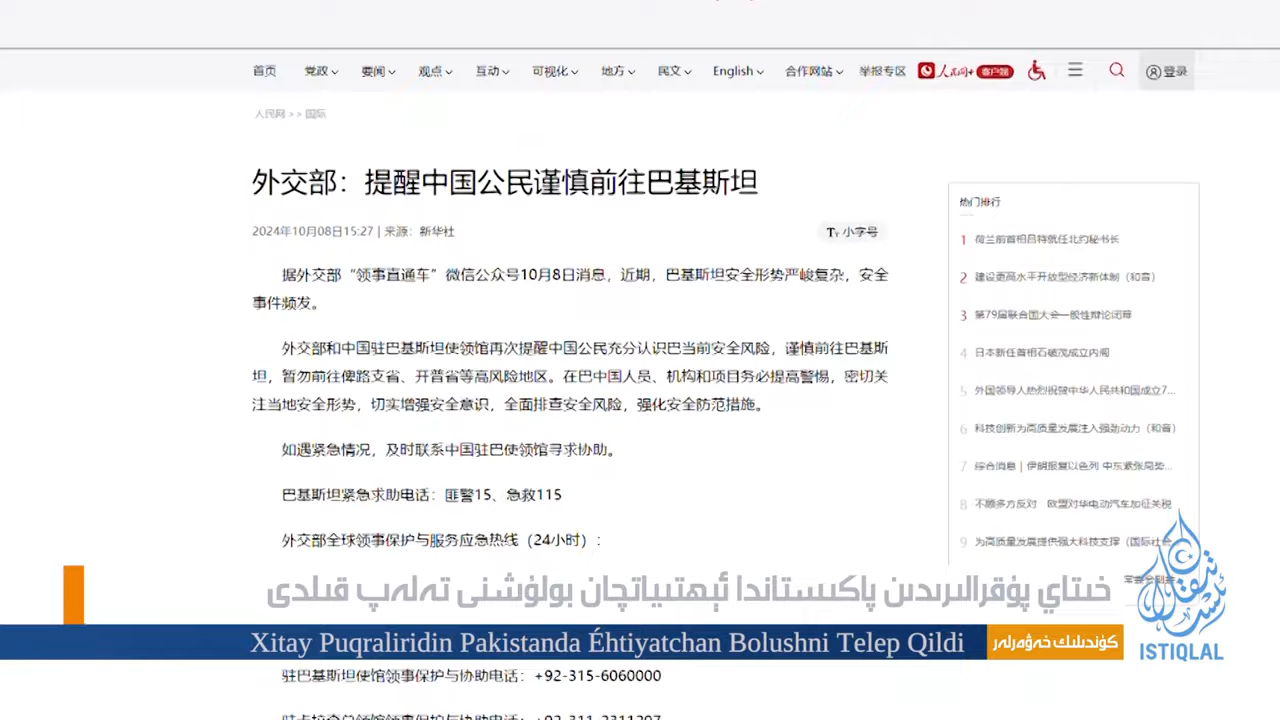 首页 党政 要闻 观点 互动 可视化 地方 民文 English 合作网站 举报专区 人民网+ 客户端 登录
人民网 >> 国际
外交部：提醒中国公民谨慎前往巴基斯坦
2024年10月08日15:27 | 来源：新华社
小字号
据外交部“领事直通车”微信公众号10月8日消息，近期，巴基斯坦安全形势严峻复杂，安全
事件频发。
外交部和中国驻巴基斯坦使领馆再次提醒中国公民充分认识巴当前安全风险，谨慎前往巴基斯
坦，暂勿前往俾路支省、开普省等高风险地区。在巴中国人员、机构和项目务必提高警惕，密切关
注当地安全形势，切实增强安全意识，全面排查安全风险，强化安全防范措施。
如遇紧急情况，及时联系中国驻巴使领馆寻求协助。
巴基斯坦紧急求助电话：匪警15、急救115
外交部全球领事保护与服务应急热线（24小时）：
驻巴基斯坦使馆领事保护与协助电话：+92-315-6060000
驻卡拉奇总领馆领事保护与协助电话：+92-311-2311297
热门排行
1 荷兰前首相吕特就任北约秘书长
2 建设更高水平开放型经济新体制（和音）
3 第79届联合国大会一般性辩论闭幕
4 日本新任首相石破茂成立内阁
5 外国领导人热烈祝贺中华人民共和国成立7...
6 科技创新为高质量发展注入强劲动力（和音）
7 综合消息｜伊朗报复以色列 中东紧张局势...
8 不顾多方反对 欧盟对华电动汽车加征关税
9 为高质量发展提供强大科技支撑（国际社会
خىتاي پۇقرالىرىدىن پاكىستاندا ئېھتىياتچان بولۇشنى تەلەپ قىلدى
Xitay Puqraliridin Pakistanda Éhtiyatchan Bolushni Telep Qildi
كۈندىلىك خەۋەرلەر
ISTIQLAL